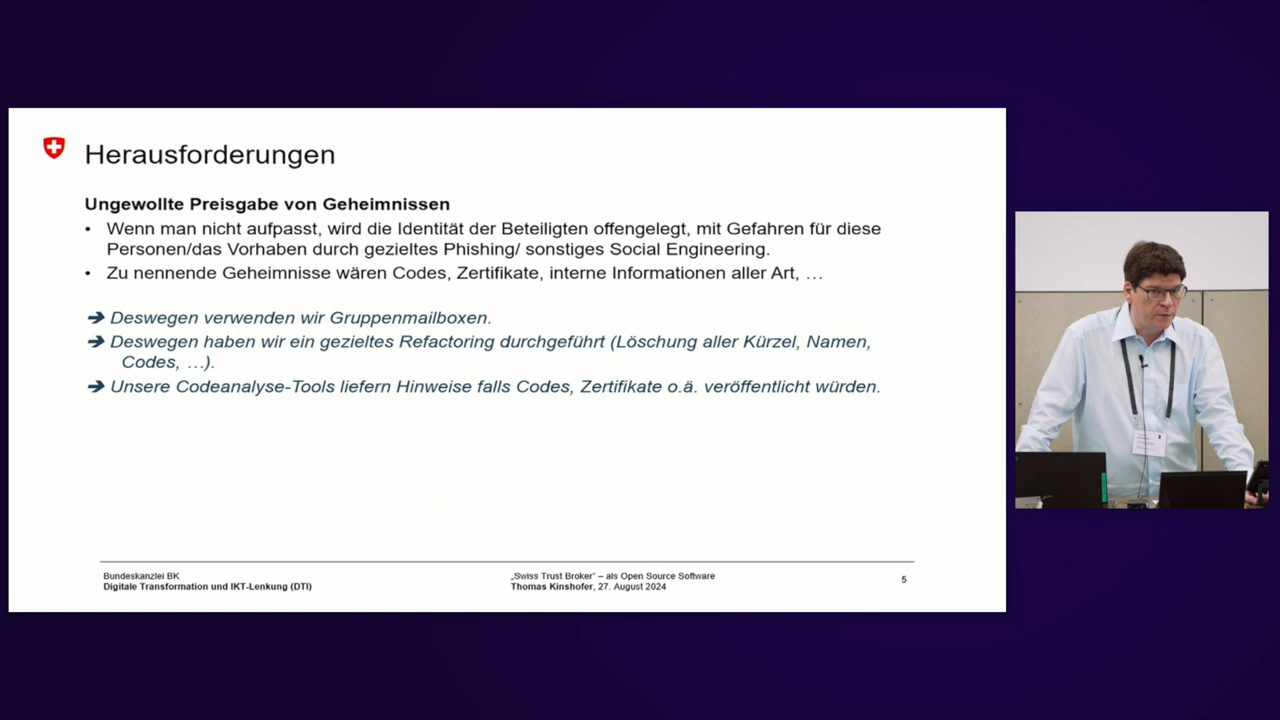 Herausforderungen
Ungewollte Preisgabe von Geheimnissen
• Wenn man nicht aufpasst, wird die Identität der Beteiligten offengelegt, mit Gefahren für diese
Personen/das Vorhaben durch gezieltes Phishing/ sonstiges Social Engineering.
• Zu nennende Geheimnisse wären Codes, Zertifikate, interne Informationen aller Art, …
➔ Deswegen verwenden wir Gruppenmailboxen.
➔ Deswegen haben wir ein gezieltes Refactoring durchgeführt (Löschung aller Kürzel, Namen,
Codes, …).
➔ Unsere Codeanalyse-Tools liefern Hinweise falls Codes, Zertifikate o.ä. veröffentlicht würden.
Bundeskanzlei BK
Digitale Transformation und IKT-Lenkung (DTI)
„Swiss Trust Broker" – als Open Source Software
Thomas Kinshofer, 27. August 2024
5